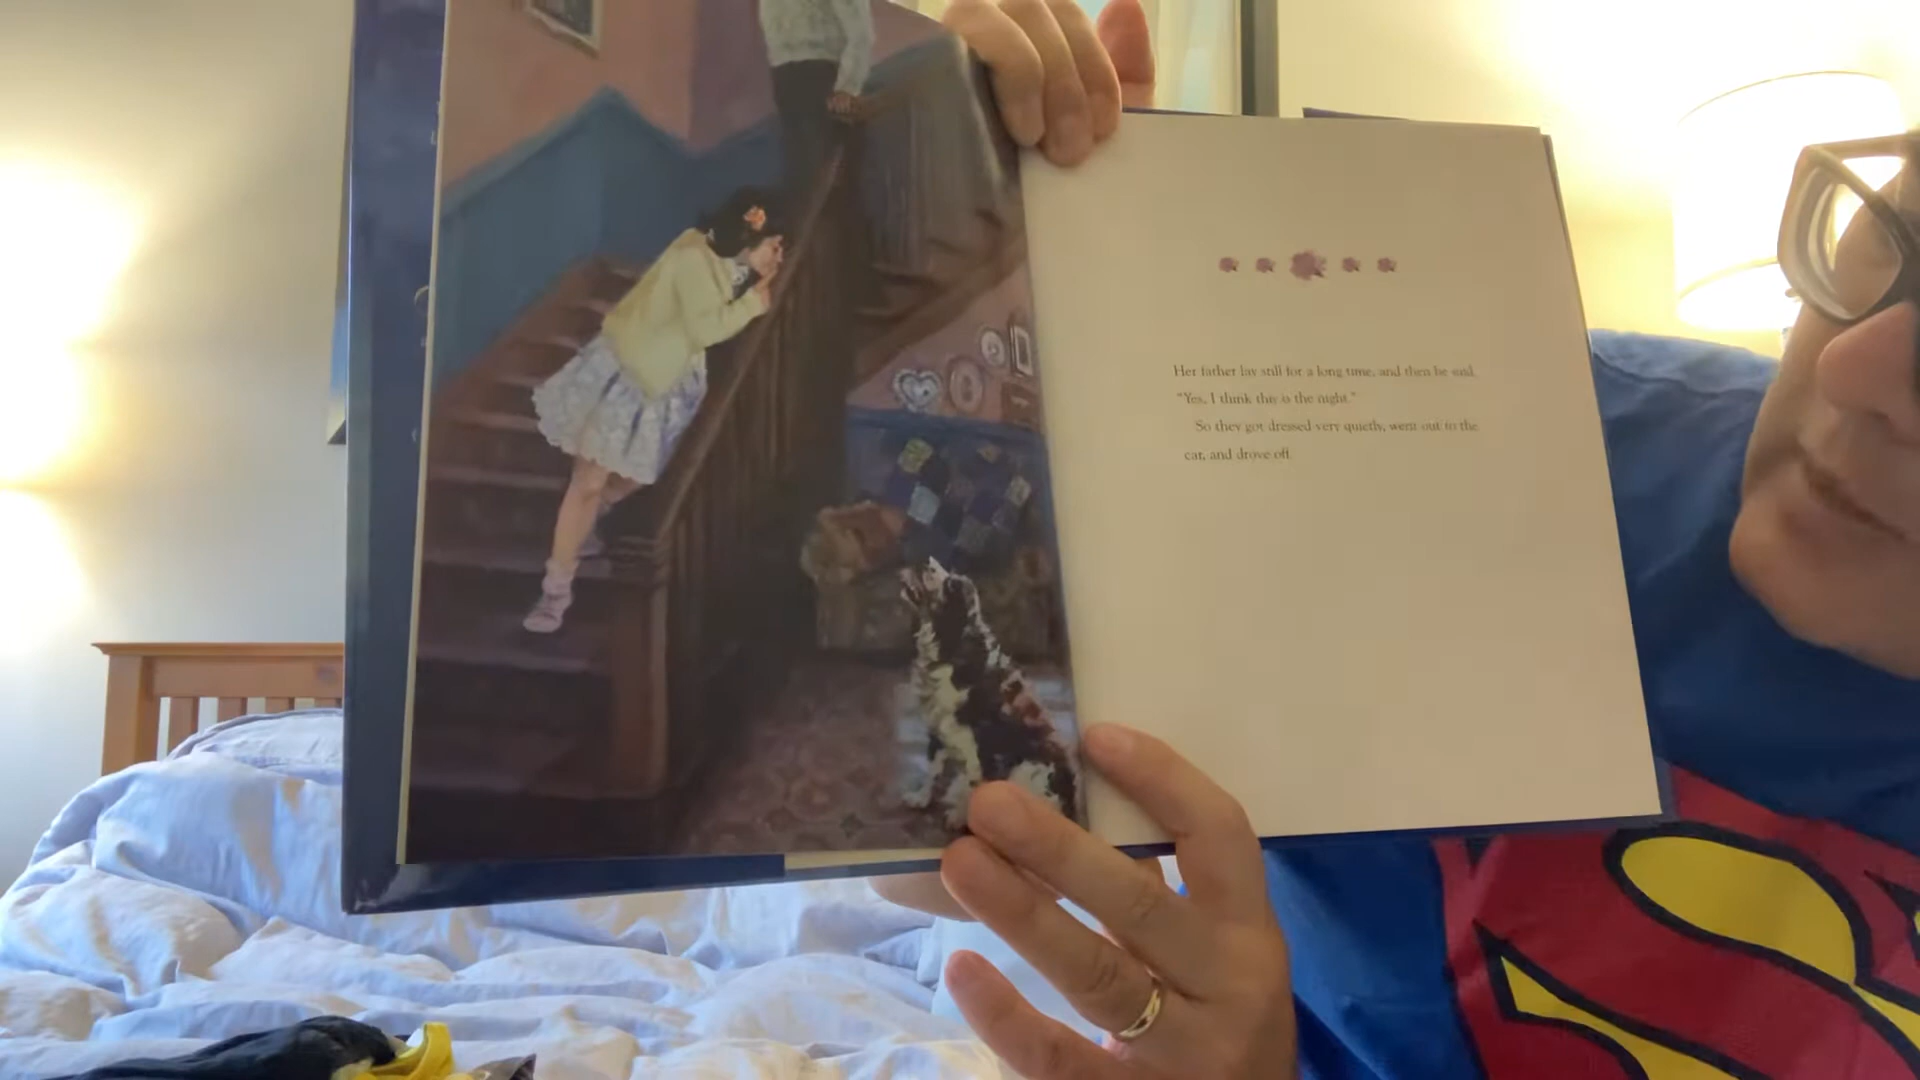 Her father lay still for a long time, and then he said,
"Yes, I think this is the night."
So they got dressed very quietly, went out to the
car, and drove off.